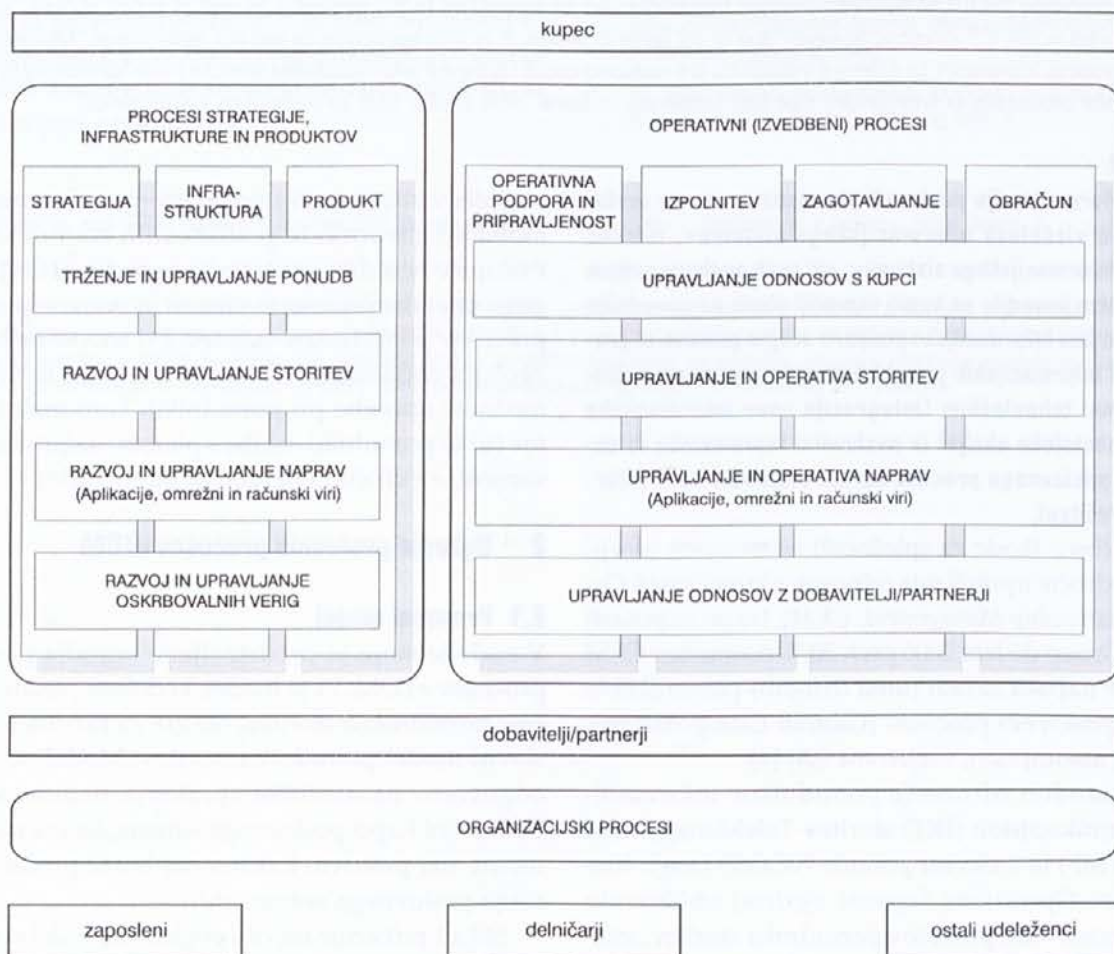 kupec
PROCESI STRATEGIJE,
INFRASTRUKTURE IN PRODUKTOV
STRATEGIJA
INFRA-
STRUKTURA
PRODUKT
TRŽENJE IN UPRAVLJANJE PONUDB
RAZVOJ IN UPRAVLJANJE STORITEV
RAZVOJ IN UPRAVLJANJE NAPRAV
(Aplikacije, omrežni in računski viri)
RAZVOJ IN UPRAVLJANJE
OSKRBOVALNIH VERIG
OPERATIVNI (IZVEDBENI) PROCESI
OPERATIVNA
PODPORA IN
PRIPRAVLJENOST
IZPOLNITEV
ZAGOTAVLJANJE
OBRAČUN
UPRAVLJANJE ODNOSOV S KUPCI
UPRAVLJANJE IN OPERATIVA STORITEV
UPRAVLJANJE IN OPERATIVA NAPRAV
(Aplikacije, omrežni in računski viri)
UPRAVLJANJE ODNOSOV Z DOBAVITELJI/PARTNERJI
dobavitelji/partnerji
ORGANIZACIJSKI PROCESI
zaposleni
delničarji
ostali udeleženci